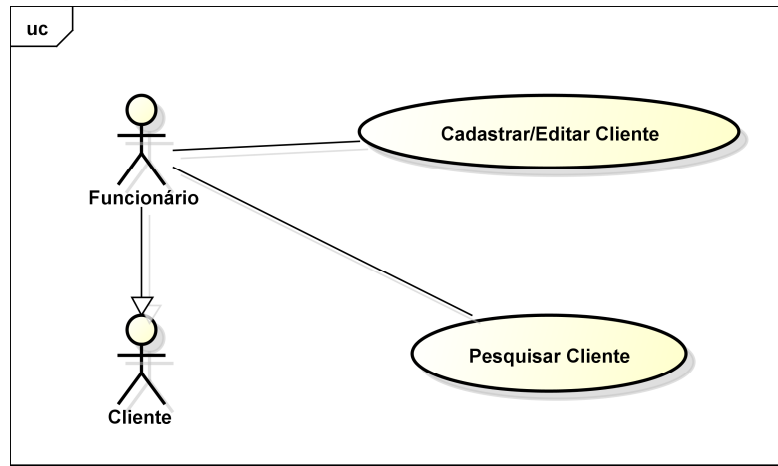 uc
Cadastrar/Editar Cliente
Funcionário
Pesquisar Cliente
Cliente